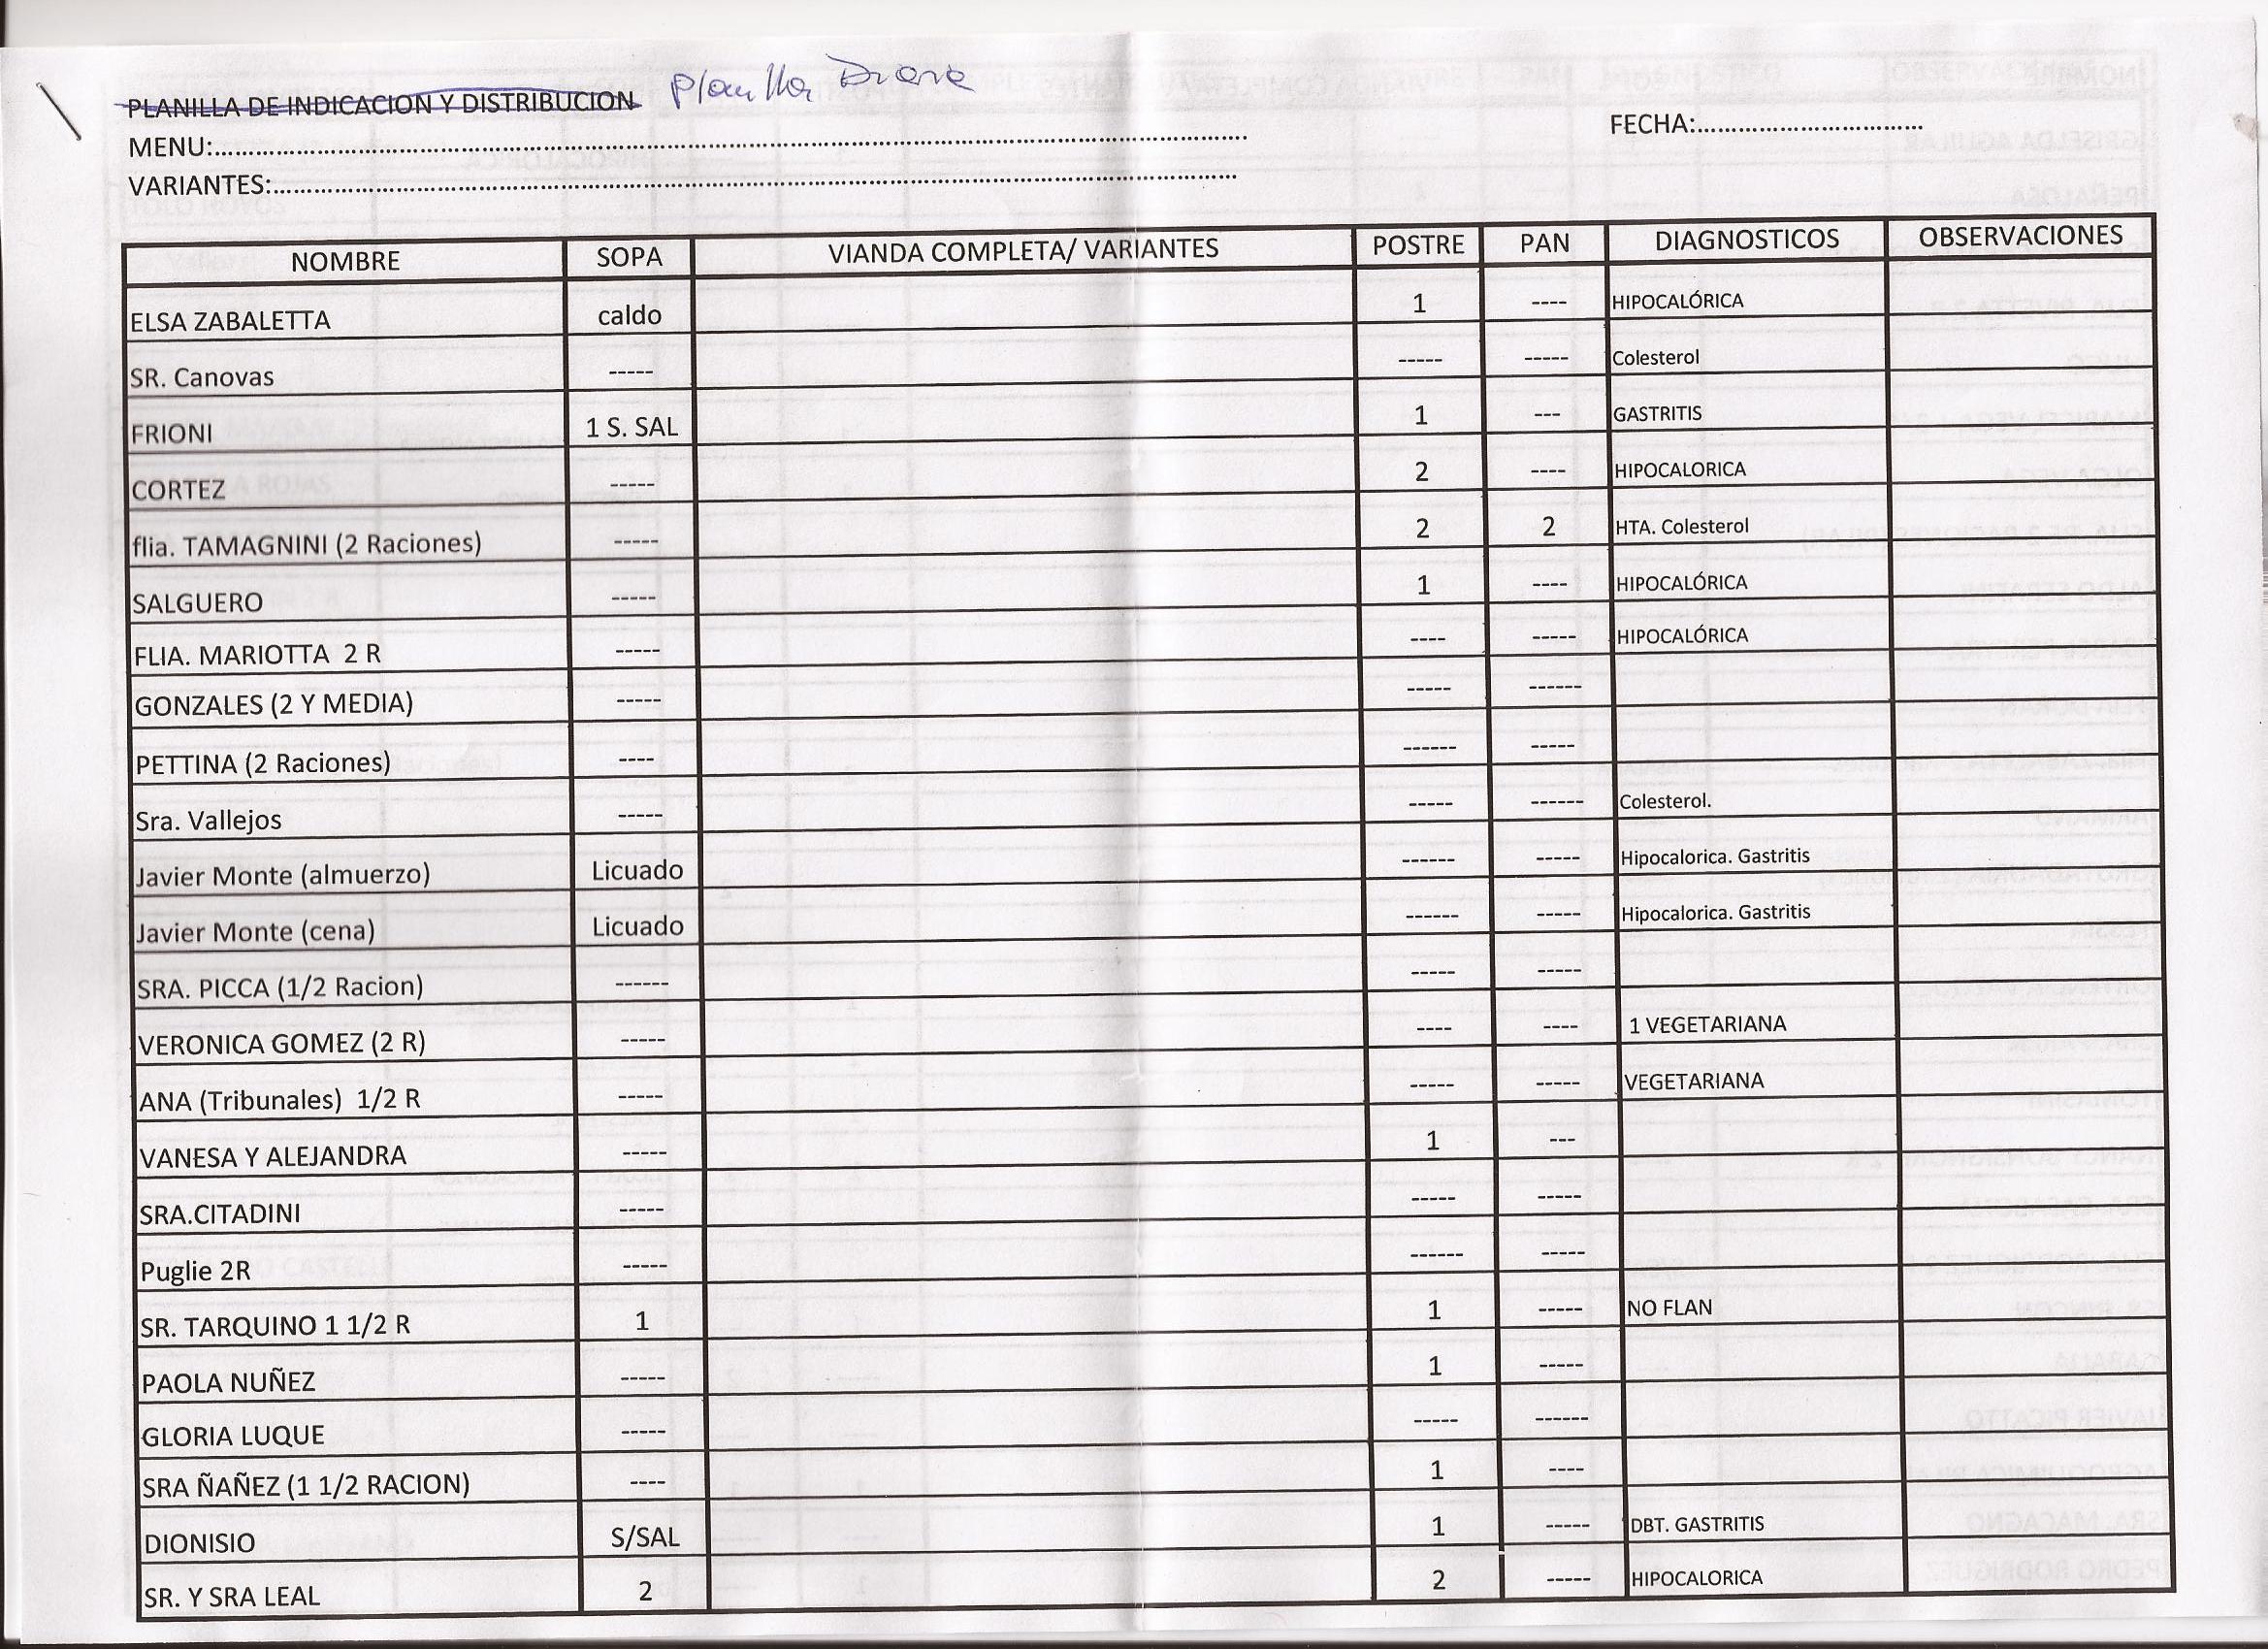 PLANILLA DE INDICACION Y DISTRIBUCION Planilla Diaria
MENU:........................................................................................................................
FECHA:................................
VARIANTES:........................................................................................................................
NOMBRE SOPA VIANDA COMPLETA/ VARIANTES POSTRE PAN DIAGNOSTICOS OBSERVACIONES
ELSA ZABALETTA caldo 1 ---- HIPOCALÓRICA
SR. Canovas ----- ----- ----- Colesterol
FRIONI 1 S. SAL 1 --- GASTRITIS
CORTEZ ----- 2 ---- HIPOCALORICA
flia. TAMAGNINI (2 Raciones) ----- 2 2 HTA. Colesterol
SALGUERO ----- 1 ---- HIPOCALÓRICA
FLIA. MARIOTTA 2 R ----- ---- ----- HIPOCALÓRICA
GONZALES (2 Y MEDIA) ----- ----- ------
PETTINA (2 Raciones) ---- ------ -----
Sra. Vallejos ----- ----- ------ Colesterol.
Javier Monte (almuerzo) Licuado ------ ----- Hipocalorica. Gastritis
Javier Monte (cena) Licuado ------ ----- Hipocalorica. Gastritis
SRA. PICCA (1/2 Racion) ------ ----- -----
VERONICA GOMEZ (2 R) ----- ---- ---- 1 VEGETARIANA
ANA (Tribunales) 1/2 R ----- ----- ----- VEGETARIANA
VANESA Y ALEJANDRA ----- 1 ---
SRA.CITADINI ----- ----- -----
Puglie 2R ----- ------ -----
SR. TARQUINO 1 1/2 R 1 1 ----- NO FLAN
PAOLA NUÑEZ ----- 1 -----
GLORIA LUQUE ----- ----- ------
SRA ÑAÑEZ (1 1/2 RACION) ---- 1 ----
DIONISIO S/SAL 1 ----- DBT. GASTRITIS
SR. Y SRA LEAL 2 2 ----- HIPOCALORICA